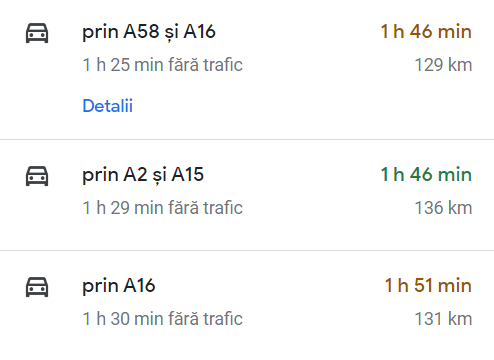 prin A58 și A16 1 h 46 min
1 h 25 min fără trafic 129 km
Detalii
prin A2 și A15 1 h 46 min
1 h 29 min fără trafic 136 km
prin A16 1 h 51 min
1 h 30 min fără trafic 131 km